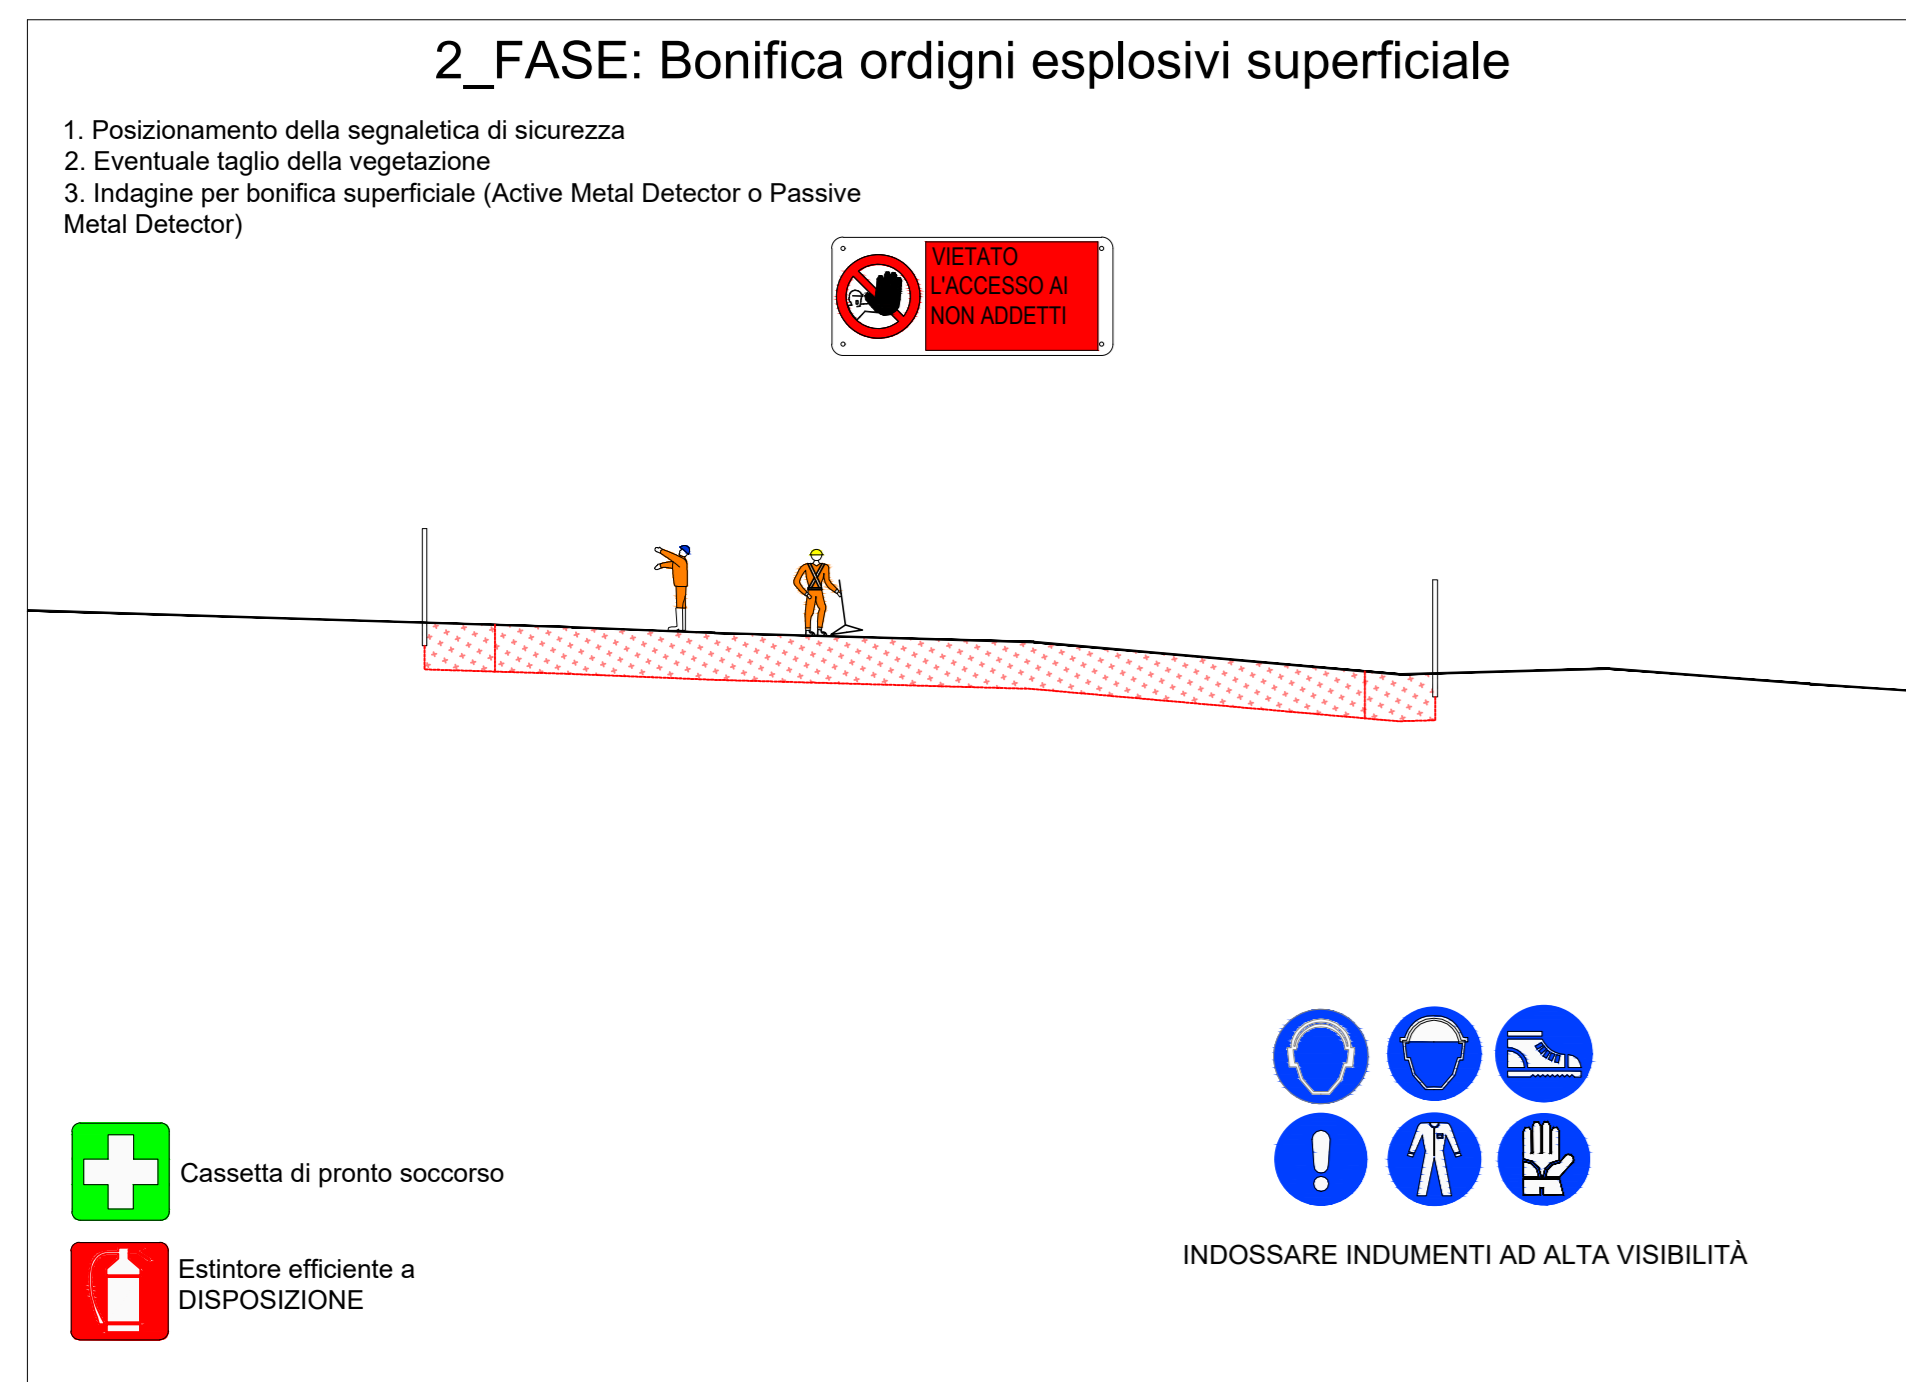 2_FASE: Bonifica ordigni esplosivi superficiale
1. Posizionamento della segnaletica di sicurezza
2. Eventuale taglio della vegetazione
3. Indagine per bonifica superficiale (Active Metal Detector o Passive
Metal Detector)
VIETATO
L'ACCESSO AI
NON ADDETTI
Cassetta di pronto soccorso
Estintore efficiente a
DISPOSIZIONE
INDOSSARE INDUMENTI AD ALTA VISIBILITÀ